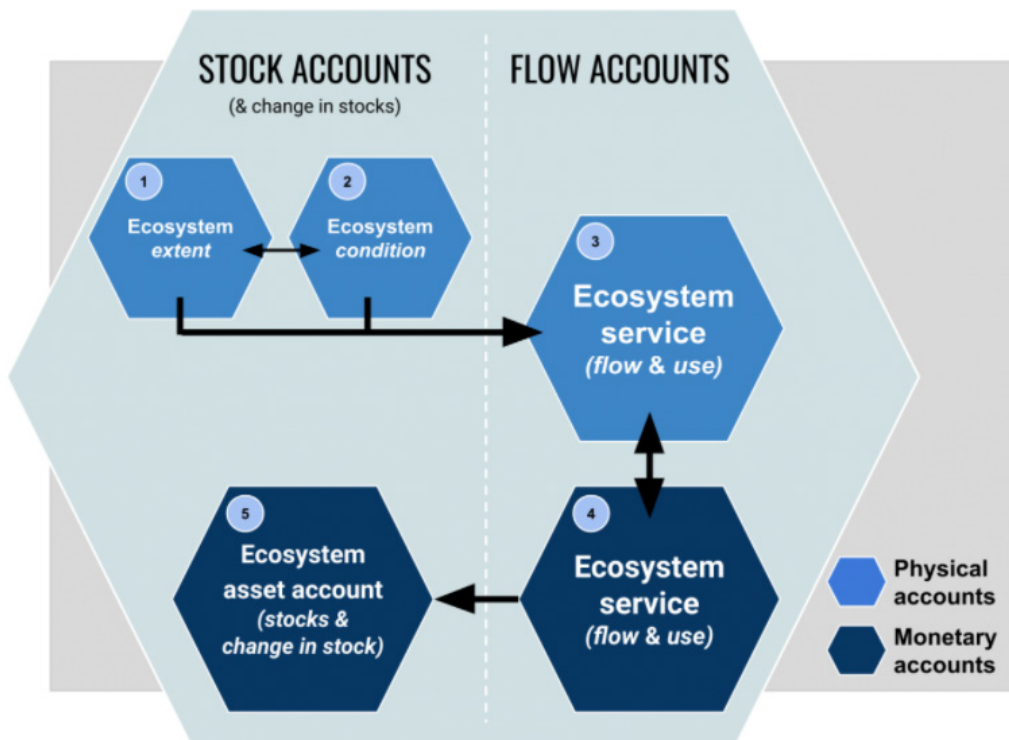 STOCK ACCOUNTS
(& change in stocks)
FLOW ACCOUNTS
1
Ecosystem
extent
2
Ecosystem
condition
3
Ecosystem
service
(flow & use)
5
Ecosystem
asset account
(stocks &
change in stock)
4
Ecosystem
service
(flow & use)
Physical
accounts
Monetary
accounts